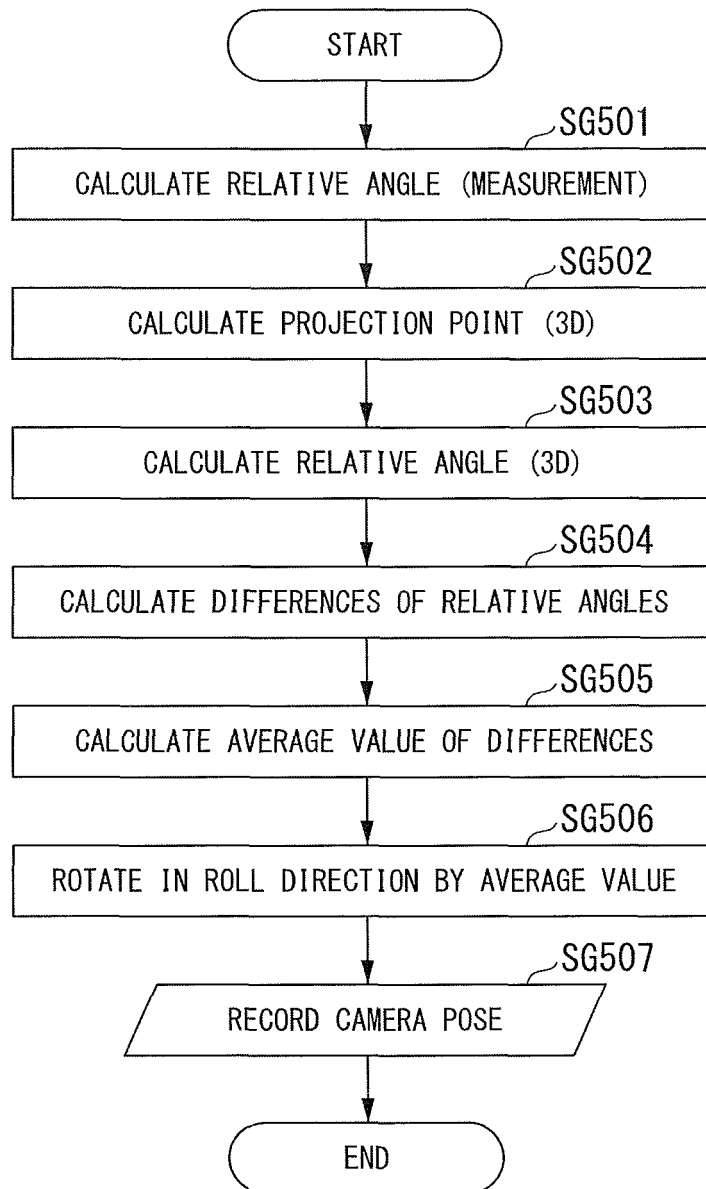 START
SG501
CALCULATE RELATIVE ANGLE (MEASUREMENT)
SG502
CALCULATE PROJECTION POINT (3D)
SG503
CALCULATE RELATIVE ANGLE (3D)
SG504
CALCULATE DIFFERENCES OF RELATIVE ANGLES
SG505
CALCULATE AVERAGE VALUE OF DIFFERENCES
SG506
ROTATE IN ROLL DIRECTION BY AVERAGE VALUE
SG507
RECORD CAMERA POSE
END